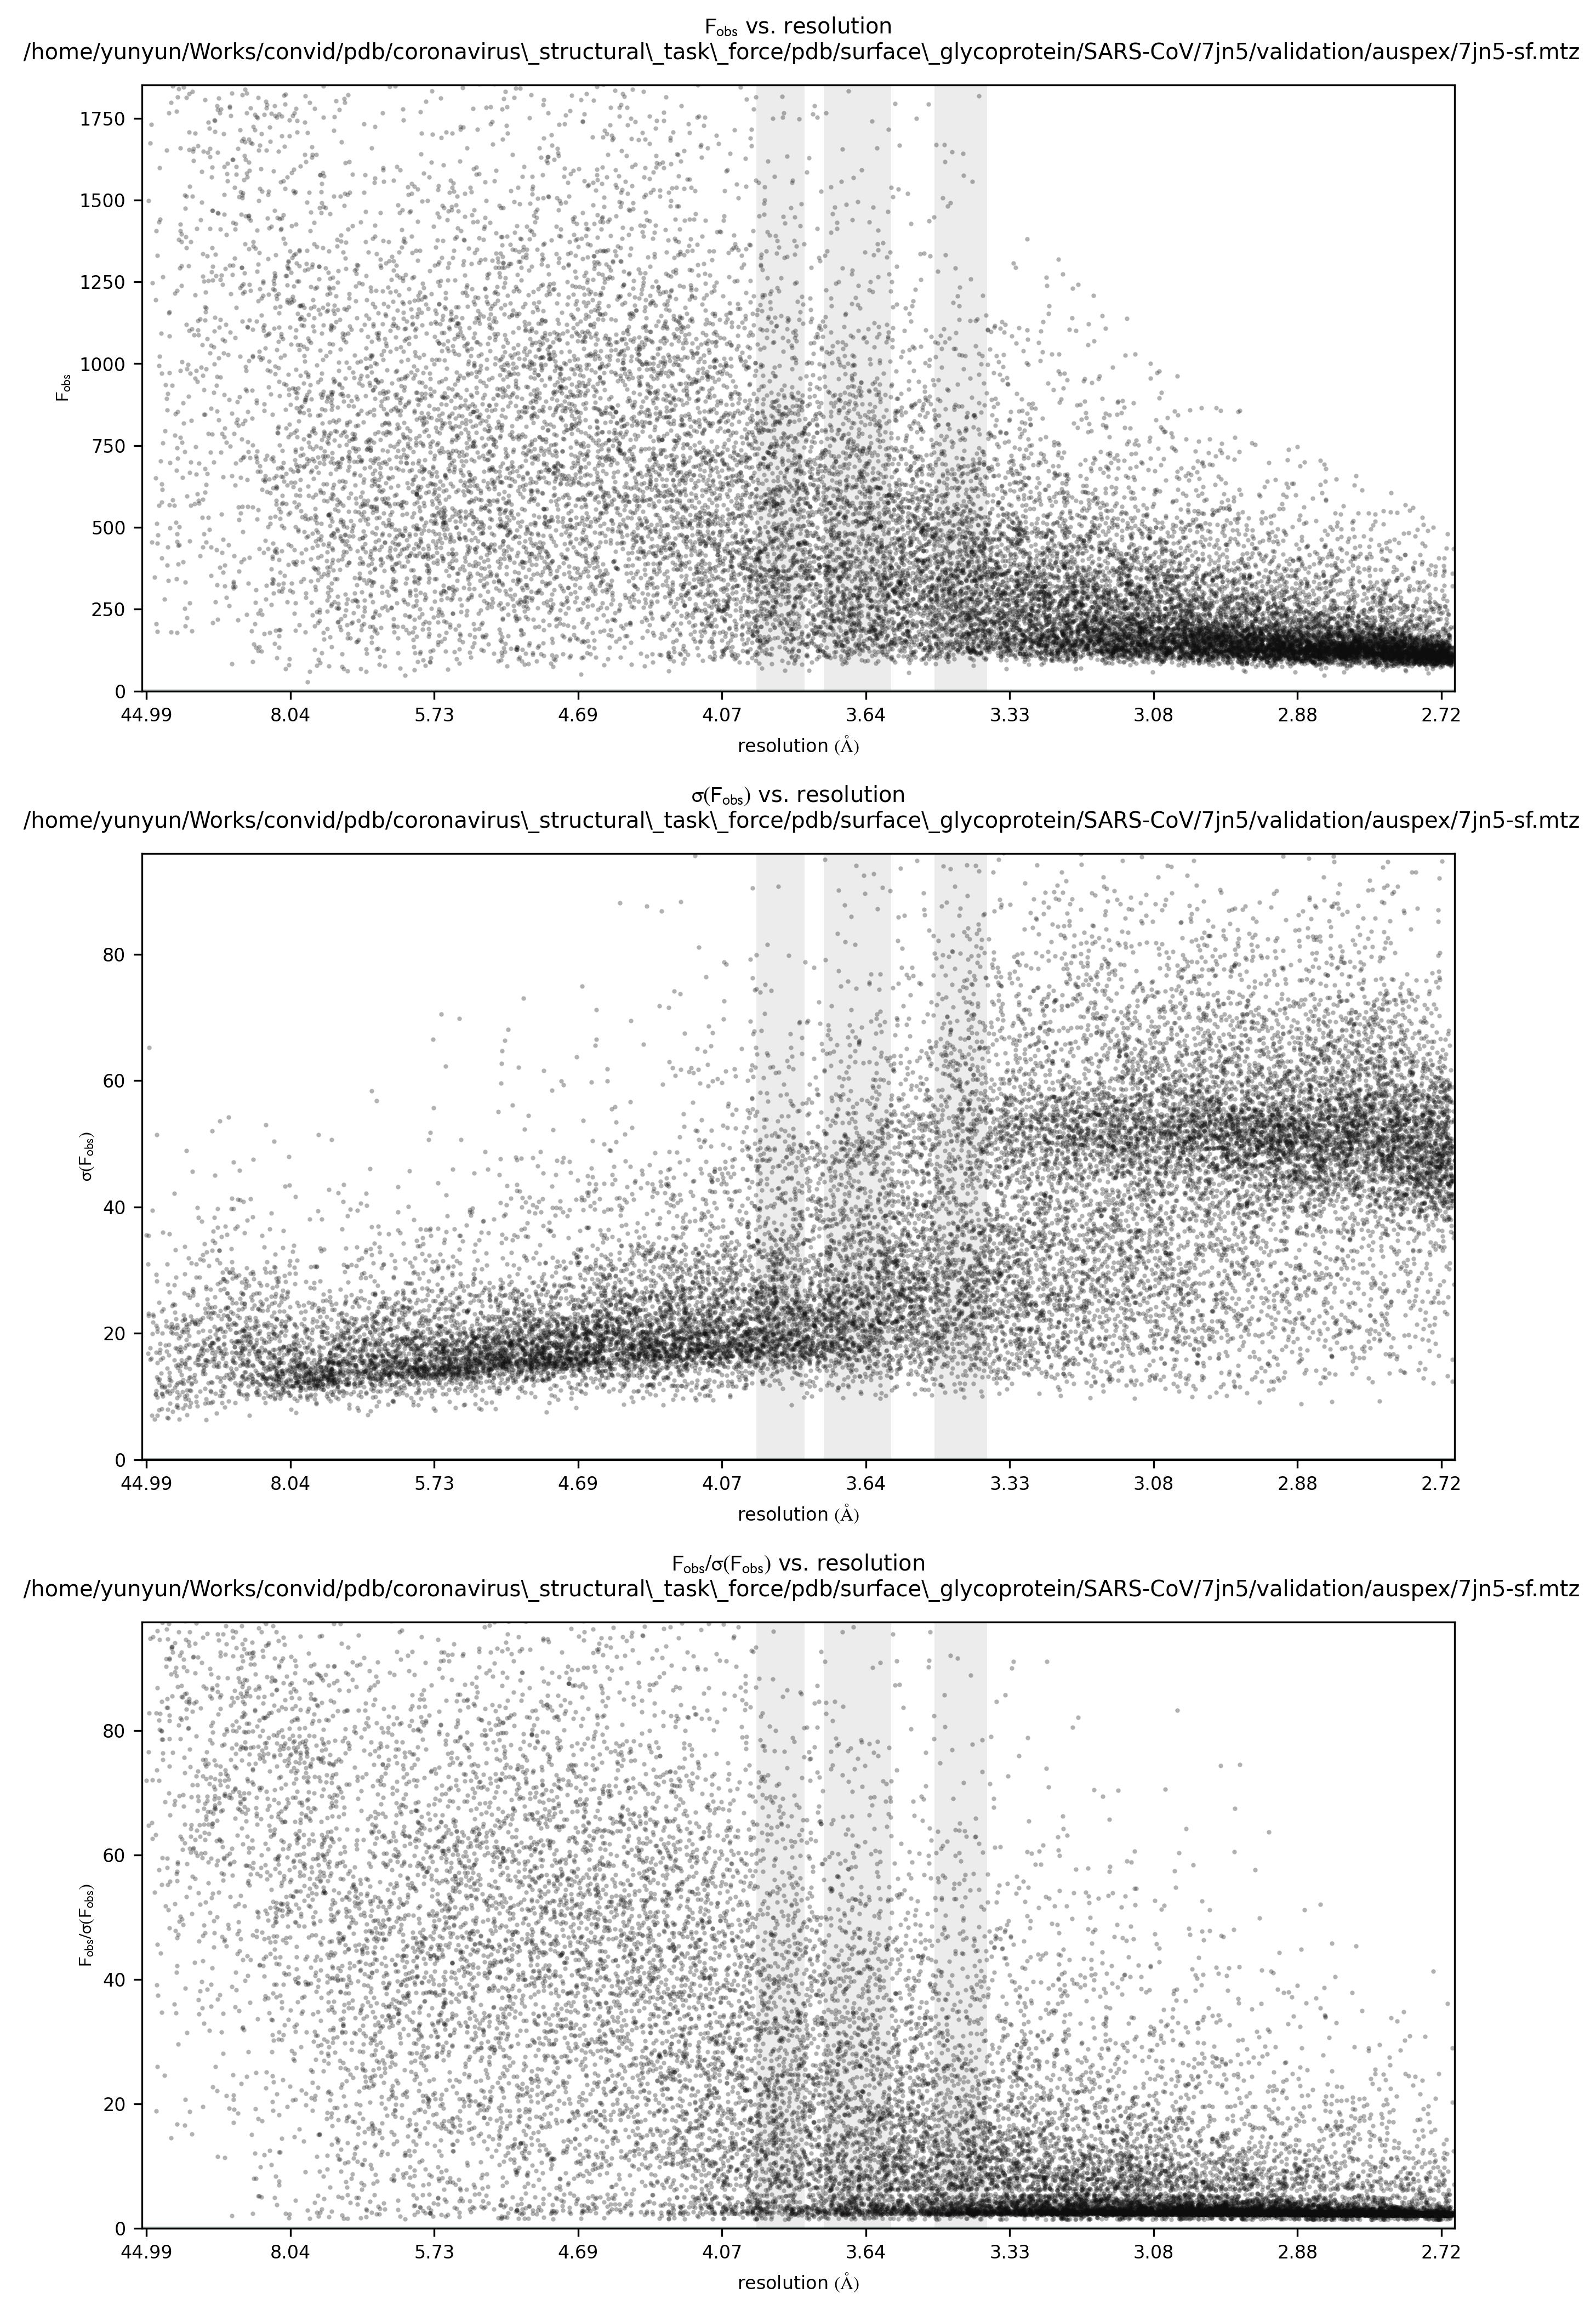 Fobs vs. resolution
/home/yunyun/Works/convid/pdb/coronavirus\_structural\_task\_force/pdb/surface\_glycoprotein/SARS-CoV/7jn5/validation/auspex/7jn5-sf.mtz
1750
1500
1250
1000
750
500
250
0
Fobs
44.99 8.04 5.73 4.69 4.07 3.64 3.33 3.08 2.88 2.72
resolution (Å)
σ(Fobs) vs. resolution
/home/yunyun/Works/convid/pdb/coronavirus\_structural\_task\_force/pdb/surface\_glycoprotein/SARS-CoV/7jn5/validation/auspex/7jn5-sf.mtz
80
60
40
20
0
σ(Fobs)
44.99 8.04 5.73 4.69 4.07 3.64 3.33 3.08 2.88 2.72
resolution (Å)
Fobs/σ(Fobs) vs. resolution
/home/yunyun/Works/convid/pdb/coronavirus\_structural\_task\_force/pdb/surface\_glycoprotein/SARS-CoV/7jn5/validation/auspex/7jn5-sf.mtz
80
60
40
20
0
Fobs/σ(Fobs)
44.99 8.04 5.73 4.69 4.07 3.64 3.33 3.08 2.88 2.72
resolution (Å)